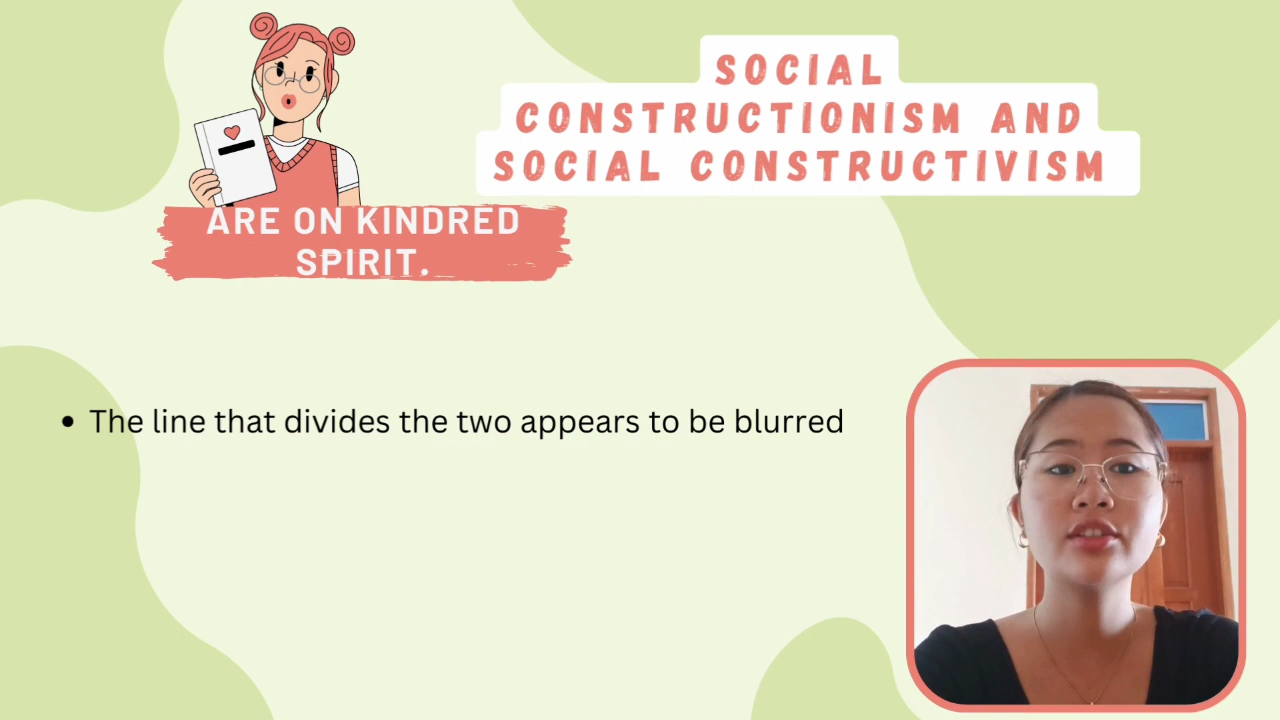 SOCIAL
CONSTRUCTIONISM AND
SOCIAL CONSTRUCTIVISM
ARE ON KINDRED
SPIRIT.
• The line that divides the two appears to be blurred